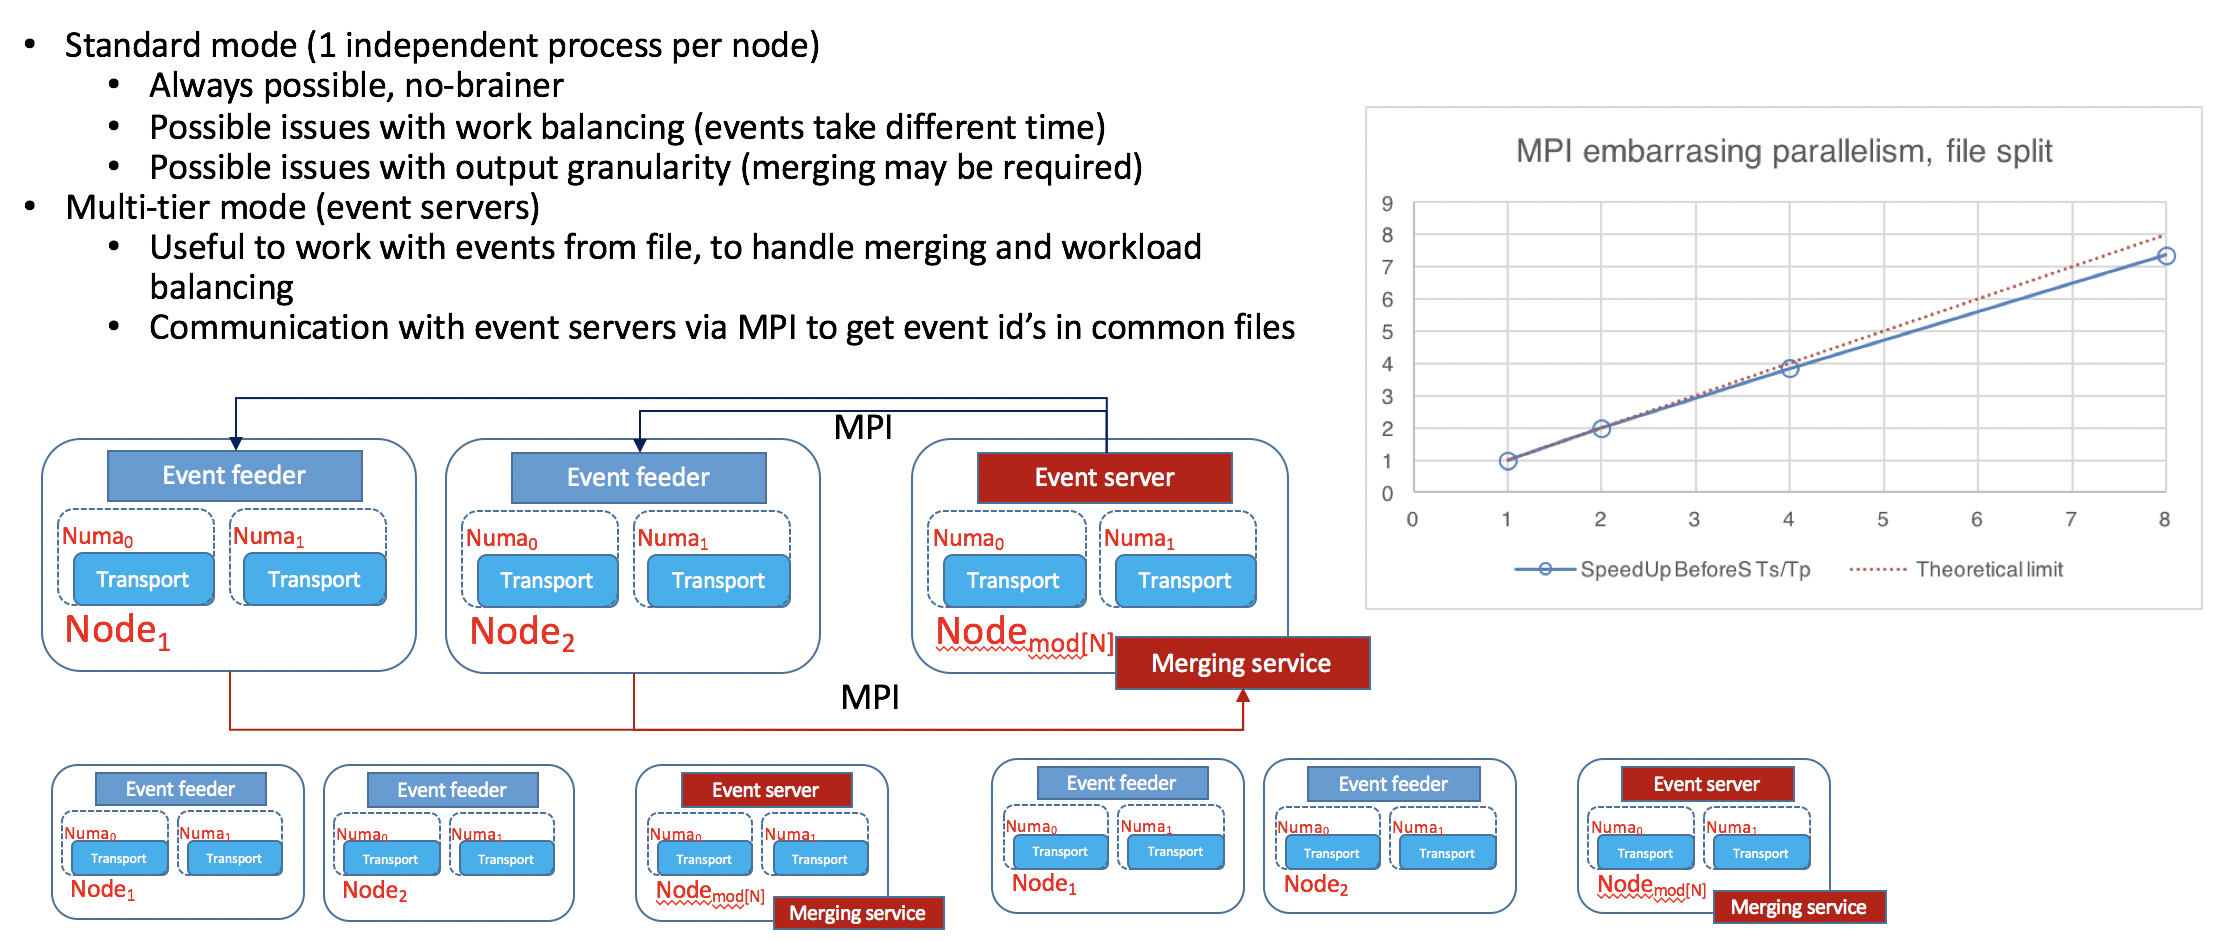 • Standard mode (1 independent process per node)
• Always possible, no-brainer
• Possible issues with work balancing (events take different time)
• Possible issues with output granularity (merging may be required)
• Multi-tier mode (event servers)
• Useful to work with events from file, to handle merging and workload
balancing
• Communication with event servers via MPI to get event id’s in common files
MPI embarrasing parallelism, file split
9
8
7
6
5
4
3
2
1
0
0 1 2 3 4 5 6 7 8
SpeedUp BeforeS Ts/Tp
Theoretical limit
MPI
Event feeder
Numa0
Numa1
Transport
Transport
Node1
Event feeder
Numa0
Numa1
Transport
Transport
Node2
Event server
Numa0
Numa1
Transport
Transport
Nodemod[N]
Merging service
MPI
Event feeder
Numa0
Numa1
Transport
Transport
Node1
Event feeder
Numa0
Numa1
Transport
Transport
Node2
Event server
Numa0
Numa1
Transport
Transport
Nodemod[N]
Merging service
Event feeder
Numa0
Numa1
Transport
Transport
Node1
Event feeder
Numa0
Numa1
Transport
Transport
Node2
Event server
Numa0
Numa1
Transport
Transport
Nodemod[N]
Merging service